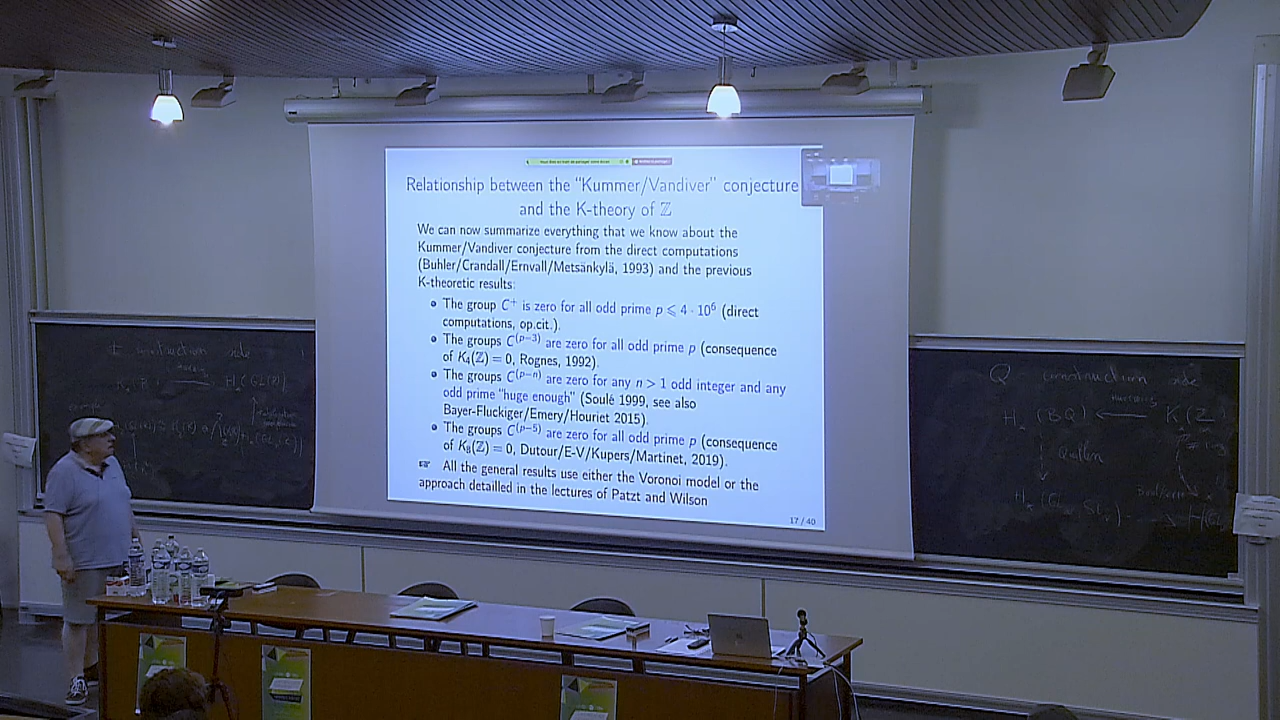 Relationship between the "Kummer/Vandiver" conjecture
and the K-theory of ℤ
We can now summarize everything that we know about the
Kummer/Vandiver conjecture from the direct computations
(Buhler/Crandall/Ernvall/Metsänkylä, 1993) and the previous
K-theoretic results:
• The group C⁺ is zero for all odd prime p ⩽ 4 · 10⁶ (direct
computations, op.cit.).
• The groups C⁽ᵖ⁻³⁾ are zero for all odd prime p (consequence
of K₄(ℤ) = 0, Rognes, 1992).
• The groups C⁽ᵖ⁻ⁿ⁾ are zero for any n > 1 odd integer and any
odd prime "huge enough" (Soulé 1999, see also
Bayer-Fluckiger/Emery/Houriet 2015).
• The groups C⁽ᵖ⁻⁵⁾ are zero for all odd prime p (consequence
of K₈(ℤ) = 0, Dutour/E-V/Kupers/Martinet, 2019).
☞ All the general results use either the Voronoi model or the
approach detailled in the lectures of Patzt and Wilson
17 / 40
construction side
Q - construction side
H (BQ) ← K(Z
Quillen